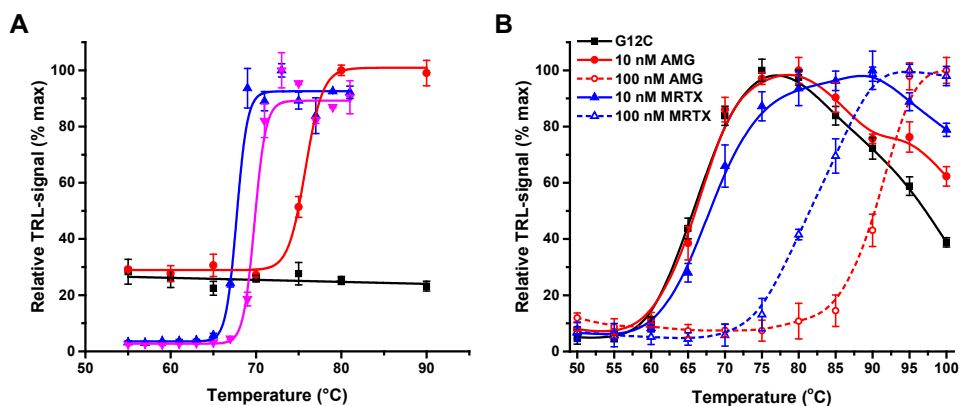 A
Relative TRL-signal (% max)
100
80
60
40
20
0
50 60 70 80 90
Temperature (°C)
B
Relative TRL-signal (% max)
G12C
10 nM AMG
100 nM AMG
10 nM MRTX
100 nM MRTX
100
80
60
40
20
0
50 55 60 65 70 75 80 85 90 95 100
Temperature (°C)